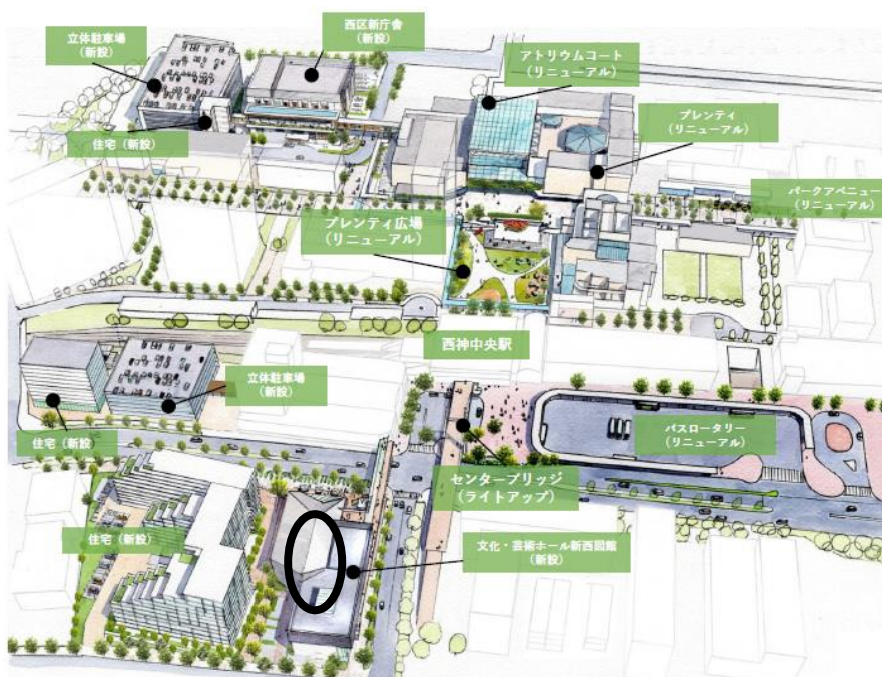 西区新庁舎
（新設）
立体駐車場
（新設）
アトリウムコート
（リニューアル）
プレンティ
（リニューアル）
住宅（新設）
パークアベニュー
（リニューアル）
プレンティ広場
（リニューアル）
西神中央駅
立体駐車場
（新設）
住宅（新設）
バスロータリー
（リニューアル）
センターブリッジ
（ライトアップ）
住宅（新設）
文化・芸術ホール新西図館
（新設）